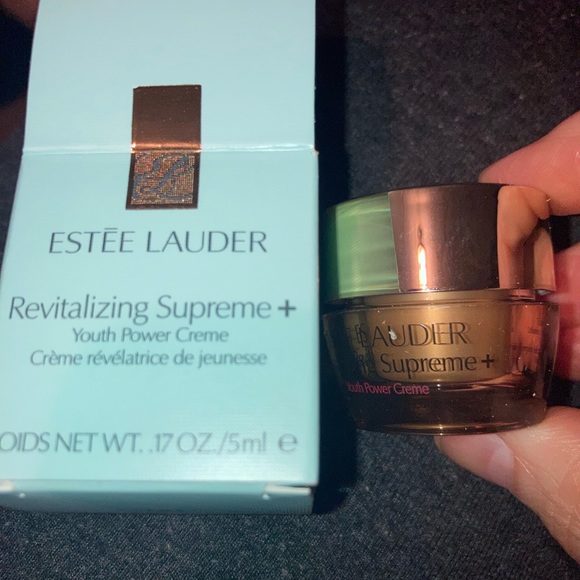 ESTĒE LAUDER
Revitalizing Supreme +
Youth Power Creme
Crème révélatrice de jeunesse
OIDS NET WT. .17 OZ./5ml e
LAUDER
Supreme +
Youth Power Creme